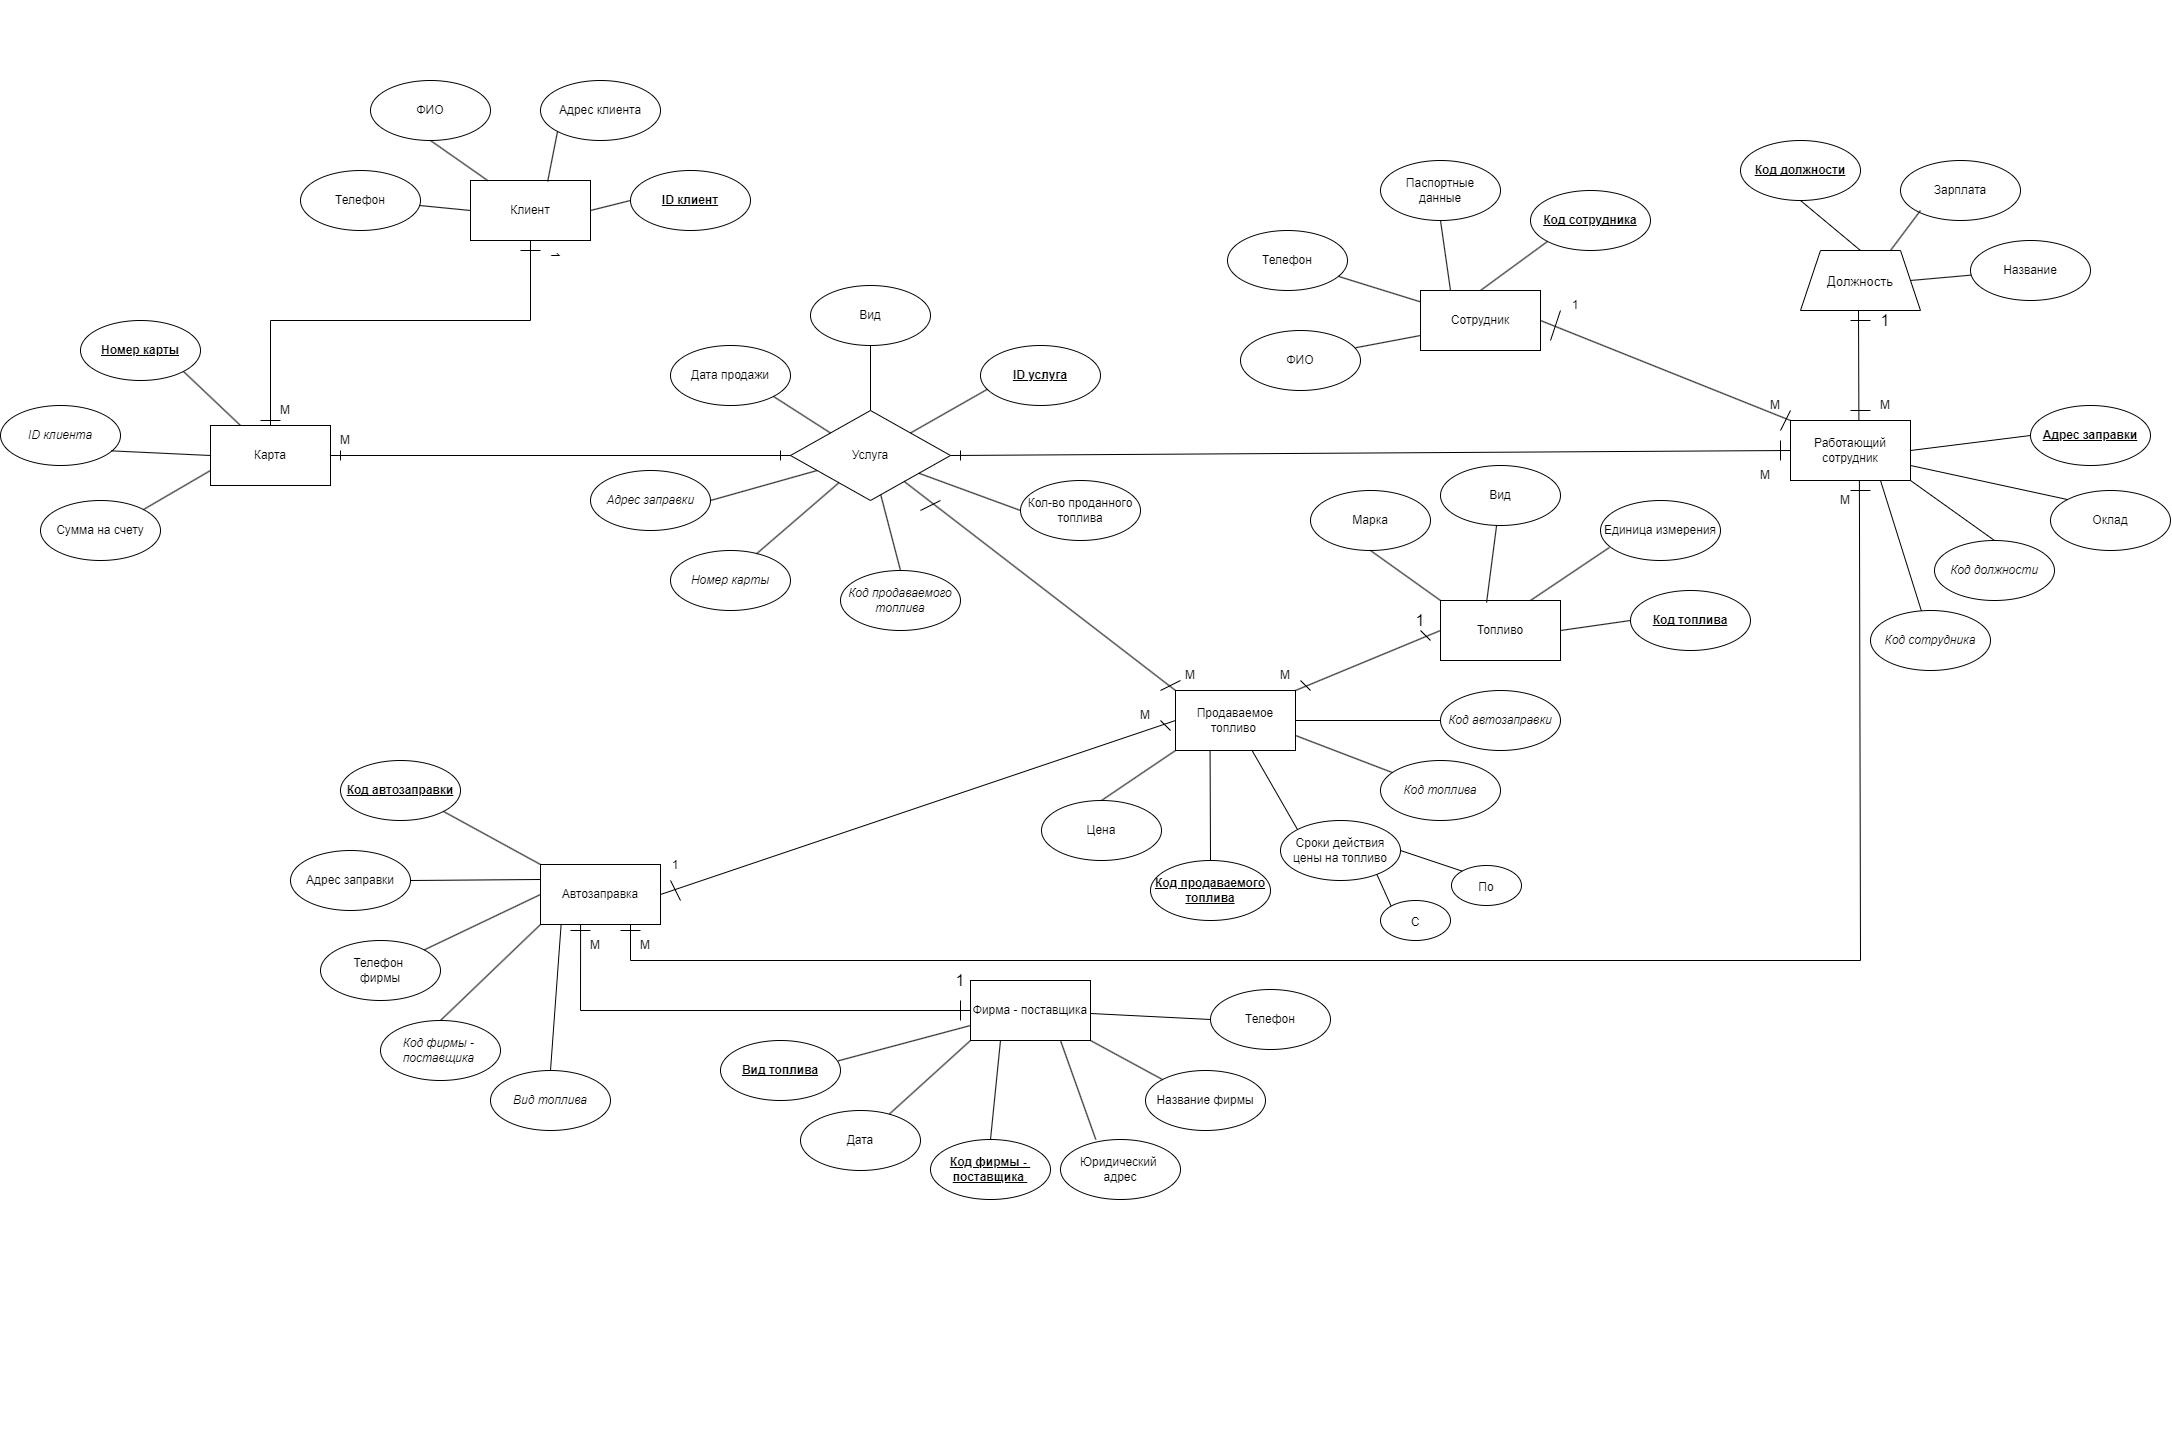 ФИО
Адрес клиента
Телефон
Клиент
ID клиент
1
Номер карты
ID клиента
Сумма на счету
М
Карта
М
Вид
Дата продажи
ID услуга
Услуга
Адрес заправки
Номер карты
Код продаваемого
топлива
Кол-во проданного
топлива
Паспортные
данные
Код сотрудника
Телефон
Сотрудник
ФИО
1
Код должности
Зарплата
Название
Должность
1
М
М
М
М
Работающий
сотрудник
Адрес заправки
Оклад
Код должности
Код сотрудника
Марка
Вид
Единица измерения
Топливо
Код топлива
1
М
М
М
Продаваемое
топливо
Код автозаправки
Код топлива
Цена
Код продаваемого
топлива
Сроки действия
цены на топливо
По
С
Код автозаправки
Адрес заправки
Телефон
фирмы
Код фирмы -
поставщика
Вид топлива
Автозаправка
1
М
М
1
Фирма - поставщика
Телефон
Вид топлива
Дата
Код фирмы -
поставщика
Юридический
адрес
Название фирмы